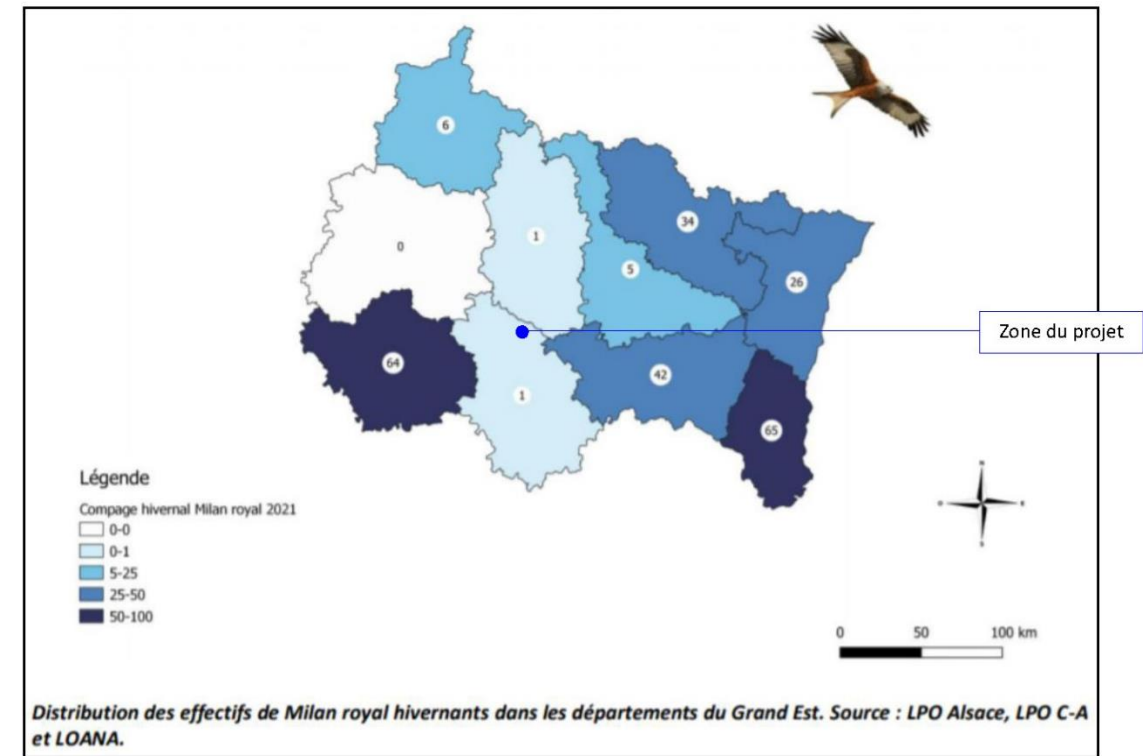 6
34
1
0
5
26
Zone du projet
64
42
1
65
Légende
Compage hivernal Milan royal 2021
0-0
0-1
5-25
25-50
50-100
N
O
E
S
0 50 100 km
Distribution des effectifs de Milan royal hivernants dans les départements du Grand Est. Source : LPO Alsace, LPO C-A
et LOANA.